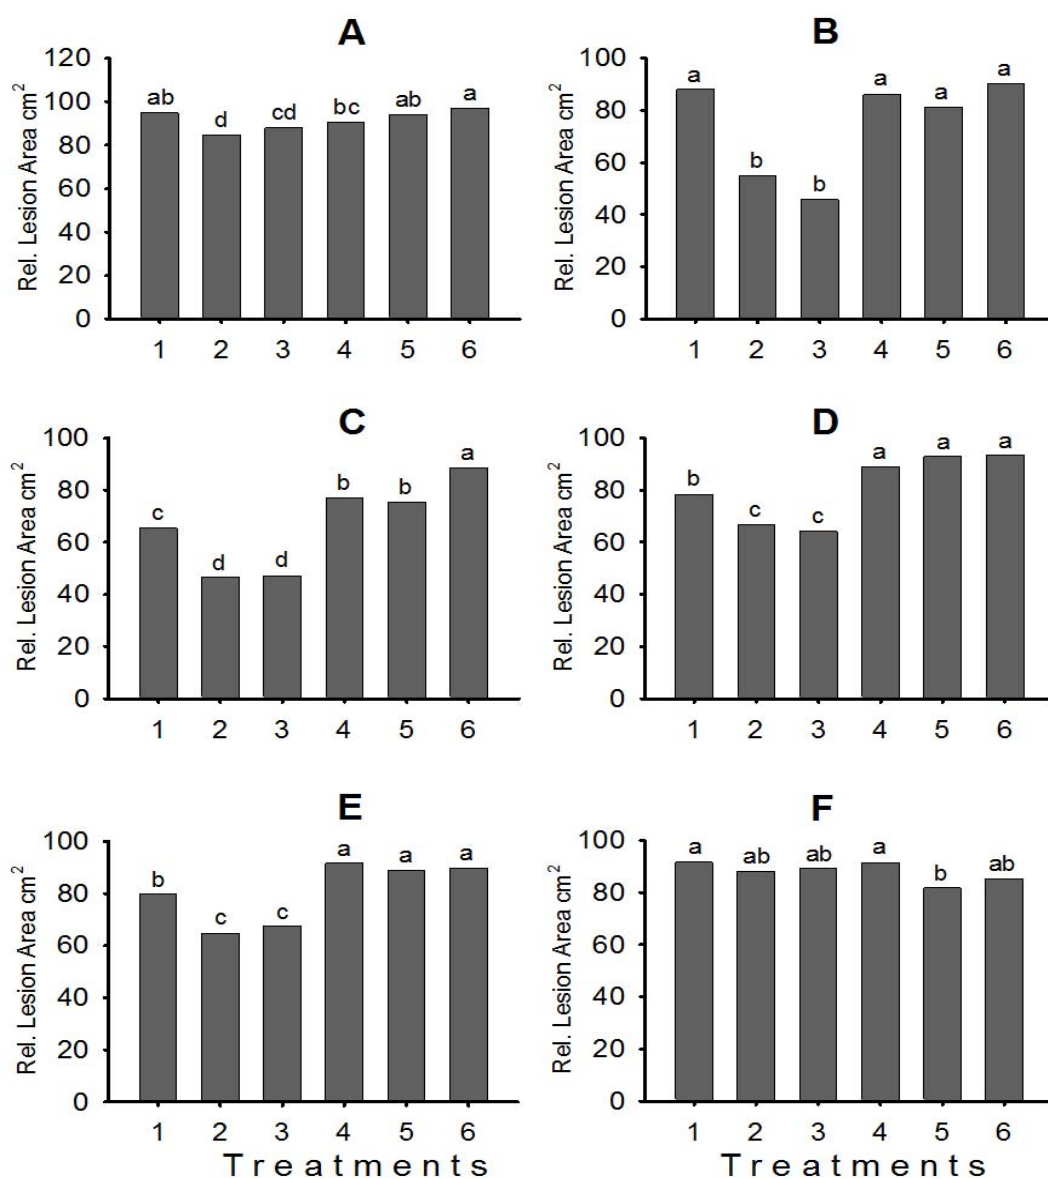 A
Rel. Lesion Area cm²
120
100
80
60
40
20
0
ab d cd bc ab a
1 2 3 4 5 6
B
Rel. Lesion Area cm²
100
80
60
40
20
0
a b b a a a
1 2 3 4 5 6
C
Rel. Lesion Area cm²
100
80
60
40
20
0
c d d b b a
1 2 3 4 5 6
D
Rel. Lesion Area cm²
100
80
60
40
20
0
b c c a a a
1 2 3 4 5 6
E
Rel. Lesion Area cm²
100
80
60
40
20
0
b c c a a a
1 2 3 4 5 6
Treatments
F
Rel. Lesion Area cm²
100
80
60
40
20
0
a ab ab a b ab
1 2 3 4 5 6
Treatments